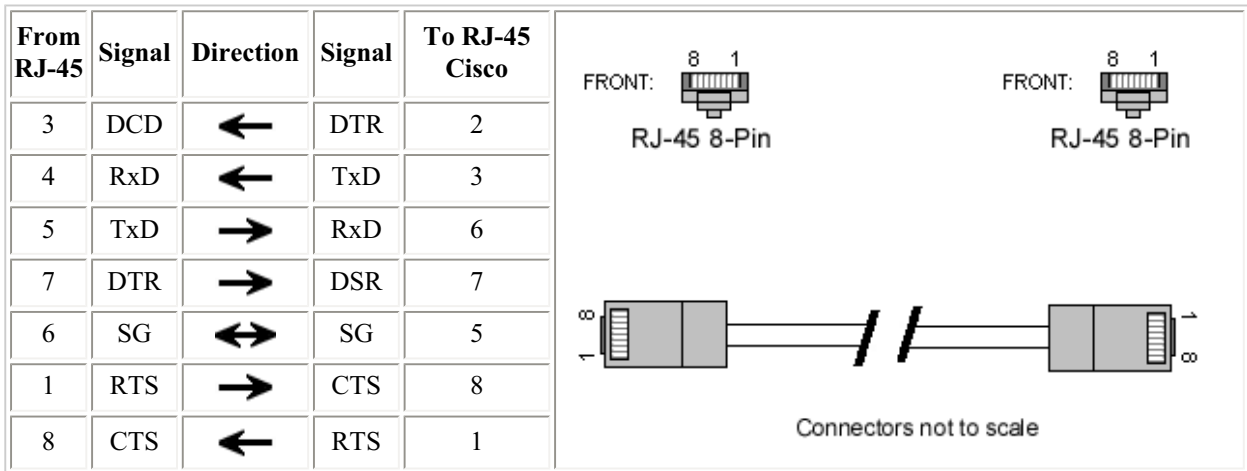 From RJ-45 Signal Direction Signal To RJ-45 Cisco
3 DCD ← DTR 2
4 RxD ← TxD 3
5 TxD → RxD 6
7 DTR → DSR 7
6 SG ↔ SG 5
1 RTS → CTS 8
8 CTS ← RTS 1
8 1 8 1
FRONT: FRONT:
RJ-45 8-Pin RJ-45 8-Pin
8 1
1 8
Connectors not to scale